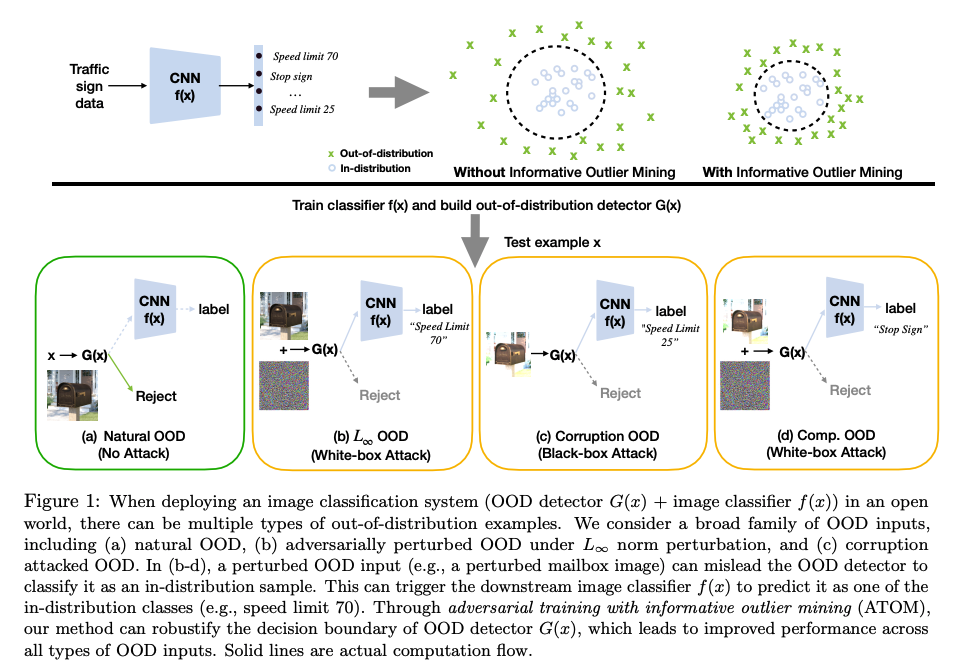 Traffic
sign
data
CNN
f(x)
Speed limit 70
Stop sign
...
Speed limit 25
x Out-of-distribution
In-distribution
Without Informative Outlier Mining
With Informative Outlier Mining
Train classifier f(x) and build out-of-distribution detector G(x)
Test example x
CNN
f(x)
label
x
G(x)
Reject
(a) Natural OOD
(No Attack)
CNN
f(x)
label
“Speed Limit
70”
+
G(x)
Reject
(b) L∞ OOD
(White-box Attack)
CNN
f(x)
label
"Speed Limit
25”
G(x)
Reject
(c) Corruption OOD
(Black-box Attack)
CNN
f(x)
label
“Stop Sign”
+
G(x)
Reject
(d) Comp. OOD
(White-box Attack)
Figure 1: When deploying an image classification system (OOD detector G(x) + image classifier f(x)) in an open
world, there can be multiple types of out-of-distribution examples. We consider a broad family of OOD inputs,
including (a) natural OOD, (b) adversarially perturbed OOD under L∞ norm perturbation, and (c) corruption
attacked OOD. In (b-d), a perturbed OOD input (e.g., a perturbed mailbox image) can mislead the OOD detector to
classify it as an in-distribution sample. This can trigger the downstream image classifier f(x) to predict it as one of the
in-distribution classes (e.g., speed limit 70). Through adversarial training with informative outlier mining (ATOM),
our method can robustify the decision boundary of OOD detector G(x), which leads to improved performance across
all types of OOD inputs. Solid lines are actual computation flow.